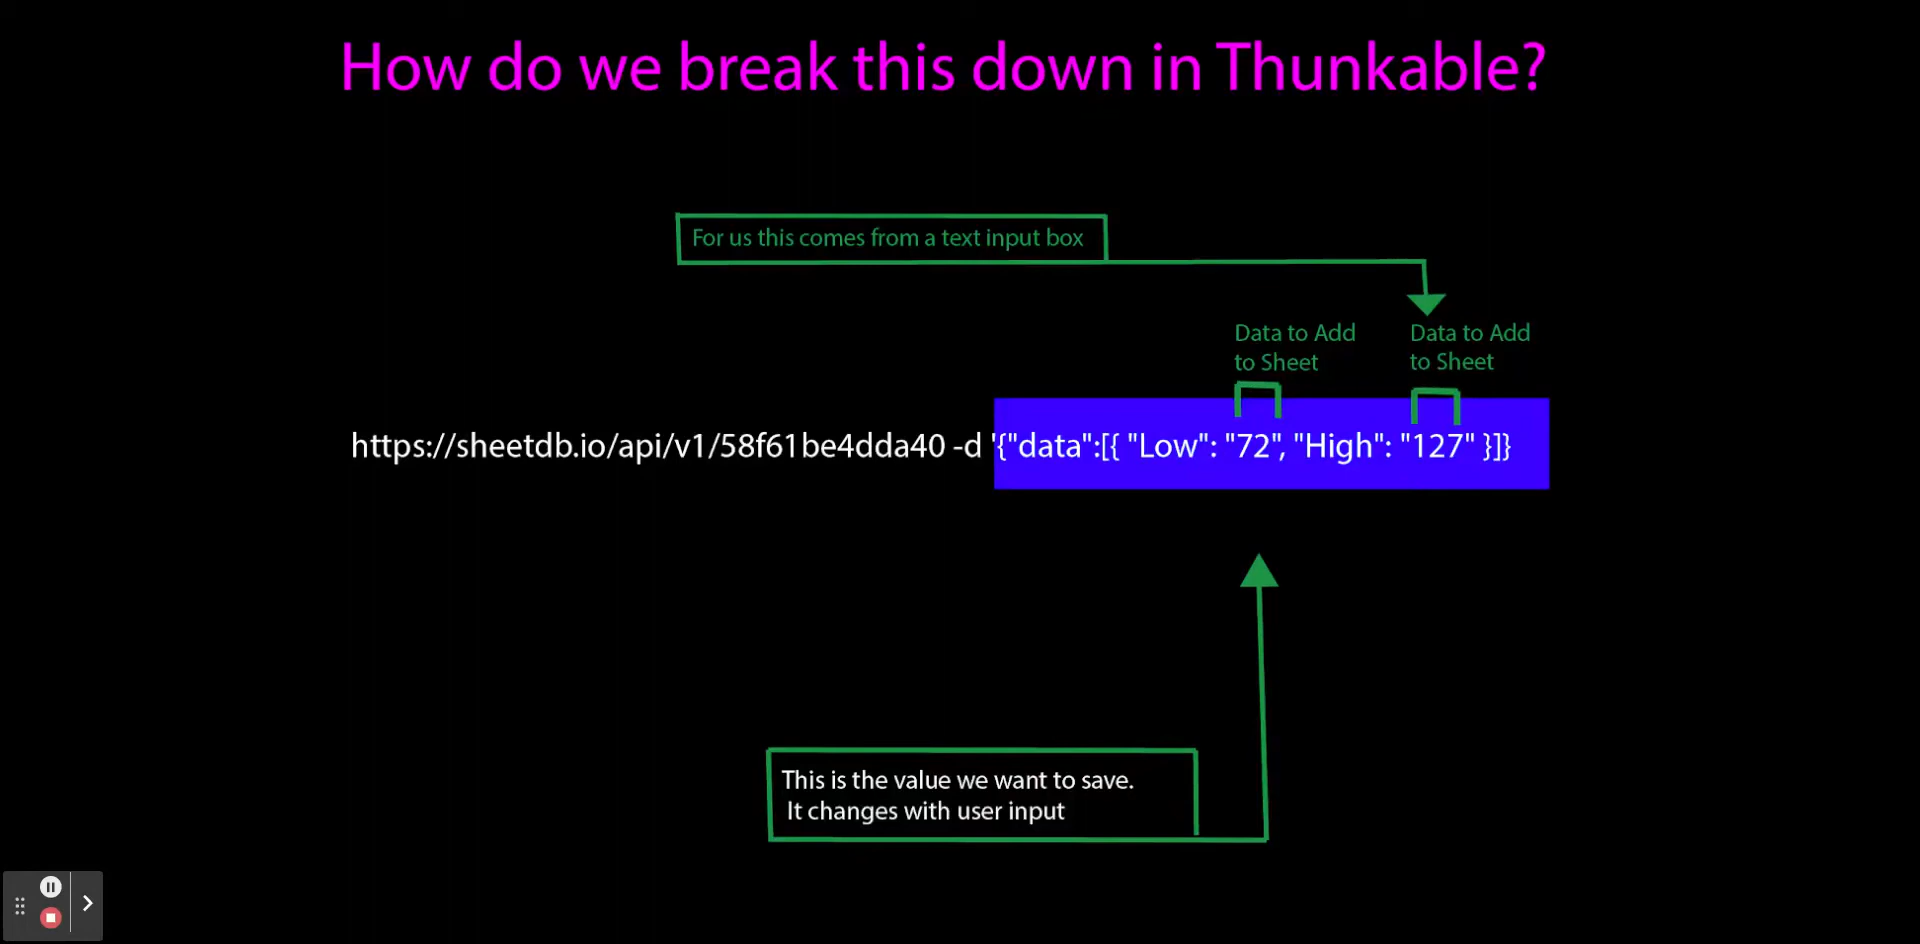 How do we break this down in Thunkable?
For us this comes from a text input box
Data to Add
to Sheet
Data to Add
to Sheet
https://sheetdb.io/api/v1/58f61be4dda40 -d '{"data":[{ "Low": "72", "High": "127" }]}
This is the value we want to save.
It changes with user input